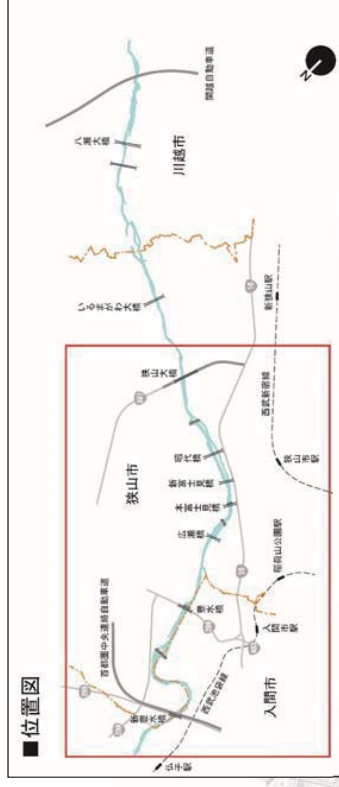 ■位置図
仏子駅
新豊水橋
首都圏中央連絡自動車道
西武池袋線
豊水橋
入間市
入間市駅
稲荷山公園駅
広瀬橋
本富士見橋
新富士見橋
昭代橋
狭山市
狭山大橋
狭山市駅
西武新宿線
新狭山駅
いるまがわ大橋
八瀬大橋
川越市
関越自動車道
16
16
N